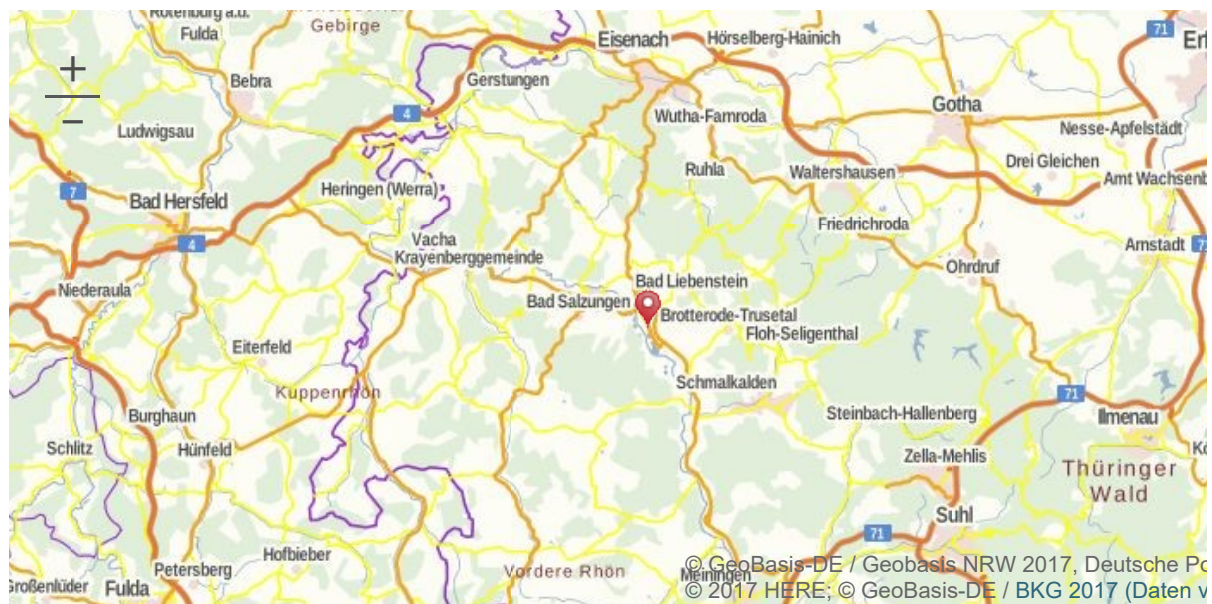 Rotenburg a.d.
Fulda
Gebirge
Bebra
Ludwigsau
Gerstungen
Eisenach
Hörselberg-Hainich
71
4
Wutha-Farnroda
Gotha
Nesse-Apfelstädt
Drei Gleichen
Ruhla
Waltershausen
7
Bad Hersfeld
Heringen (Werra)
Friedrichroda
4
Vacha
Krayenberggemeinde
Arnstadt
Ohrdruf
Niederaula
Bad Liebenstein
Bad Salzungen
Brotterode-Trusetal
Floh-Seligenthal
Eiterfeld
Kuppenrhön
Schmalkalden
71
Burghaun
Steinbach-Hallenberg
Ilmenau
Schlitz
Hünfeld
Zella-Mehlis
Thüringer
Wald
Suhl
71
Hofbieber
Petersberg
Vordere Rhön
Meiningen
Großenlüder
Fulda
© GeoBasis-DE / Geobasis NRW 2017, Deutsche Po
© 2017 HERE; © GeoBasis-DE / BKG 2017 (Daten v